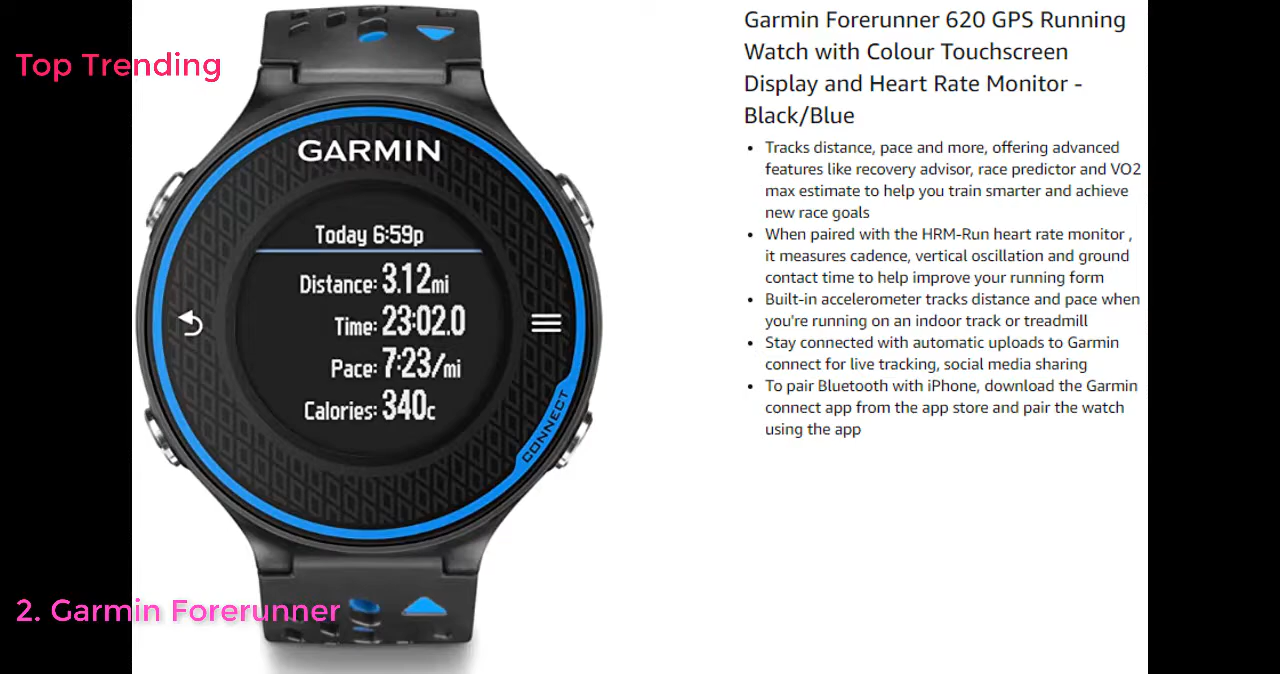 Top Trending
GARMIN
Today 6:59p
Distance: 3.12mi
Time: 23:02.0
Pace: 7:23/mi
Calories: 340c
CONNECT
2. Garmin Forerunner
Garmin Forerunner 620 GPS Running
Watch with Colour Touchscreen
Display and Heart Rate Monitor -
Black/Blue
• Tracks distance, pace and more, offering advanced
features like recovery advisor, race predictor and VO2
max estimate to help you train smarter and achieve
new race goals
• When paired with the HRM-Run heart rate monitor ,
it measures cadence, vertical oscillation and ground
contact time to help improve your running form
• Built-in accelerometer tracks distance and pace when
you're running on an indoor track or treadmill
• Stay connected with automatic uploads to Garmin
connect for live tracking, social media sharing
• To pair Bluetooth with iPhone, download the Garmin
connect app from the app store and pair the watch
using the app